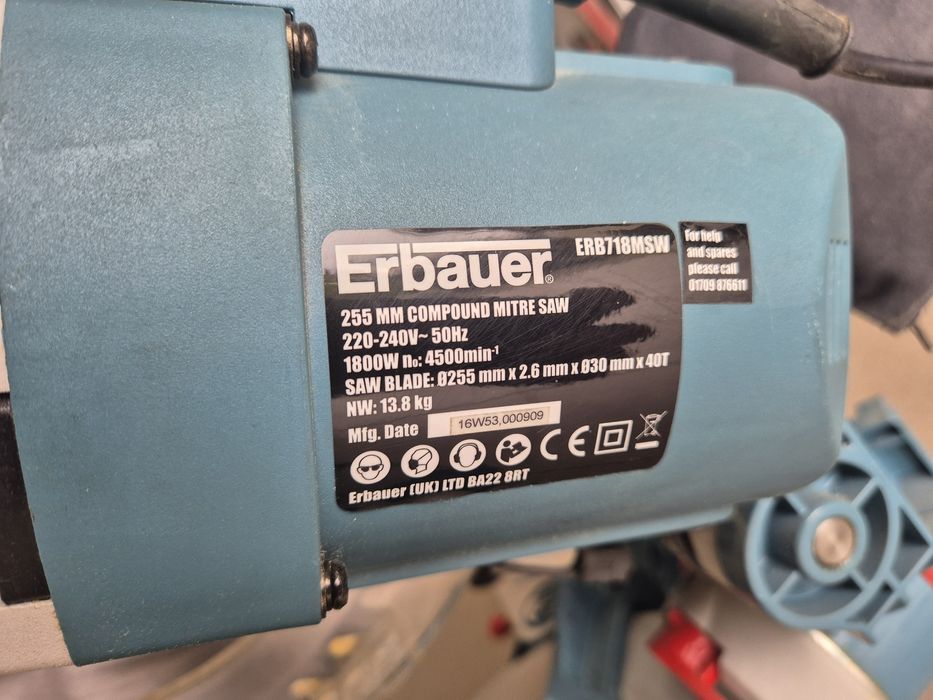 Erbauer® ERB718MSW
255 MM COMPOUND MITRE SAW
220-240V~ 50Hz
1800W n₀: 4500min⁻¹
SAW BLADE: Ø255 mm x 2.6 mm x Ø30 mm x 40T
NW: 13.8 kg
Mfg. Date 16W53,000909
CE
Erbauer (UK) LTD BA22 8RT
For help
and spares
please call
01709 876611